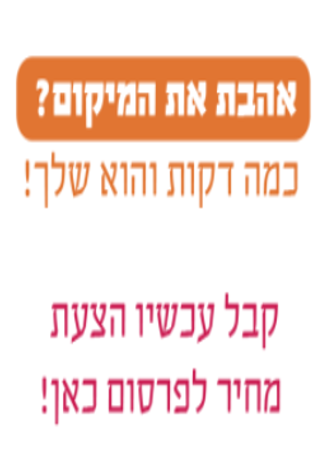 אהבת את המיקום?
כמה דקות והוא שלך!
קבל עכשיו הצעת
מחיר לפרסום כאן!